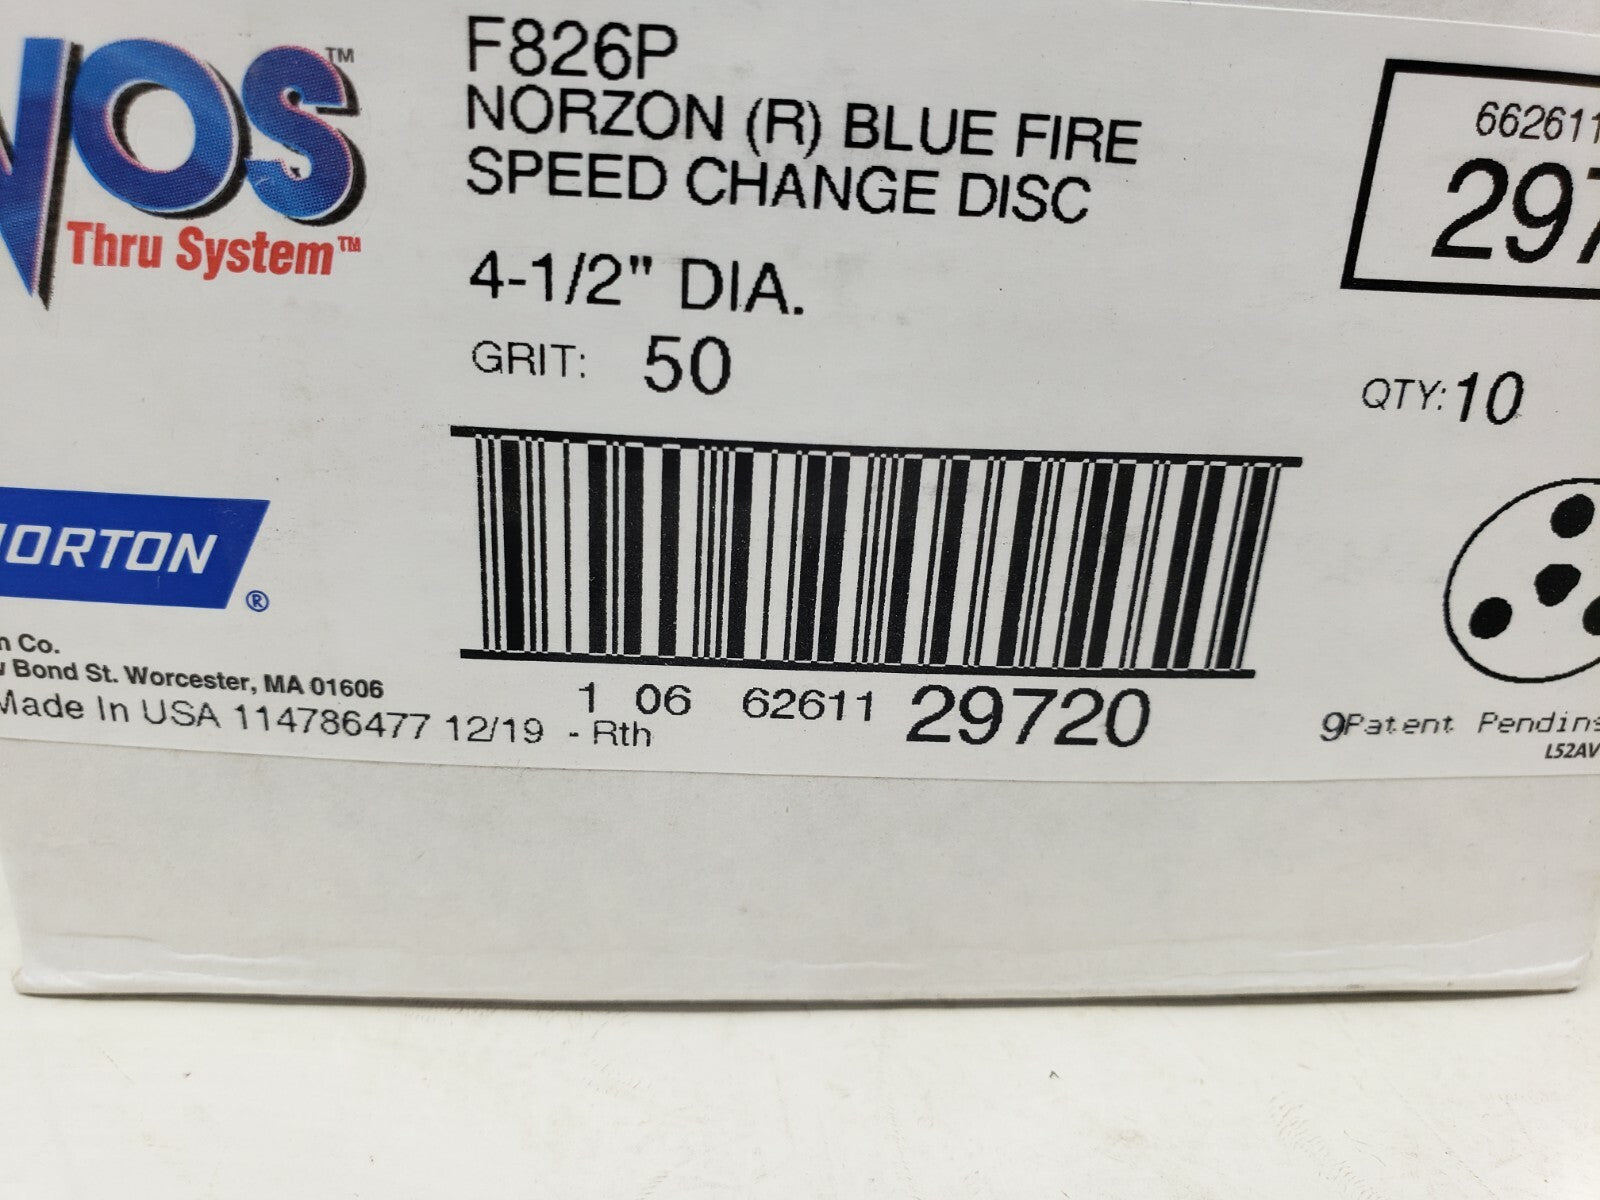 VOS™
Thru System™
F826P
NORZON (R) BLUE FIRE
SPEED CHANGE DISC
4-1/2" DIA.
GRIT: 50
662611
297
QTY: 10
NORTON
®
n Co.
w Bond St. Worcester, MA 01606
Made In USA 114786477 12/19 - Rth
1 06 62611 29720
9Patent Pending
L52AV